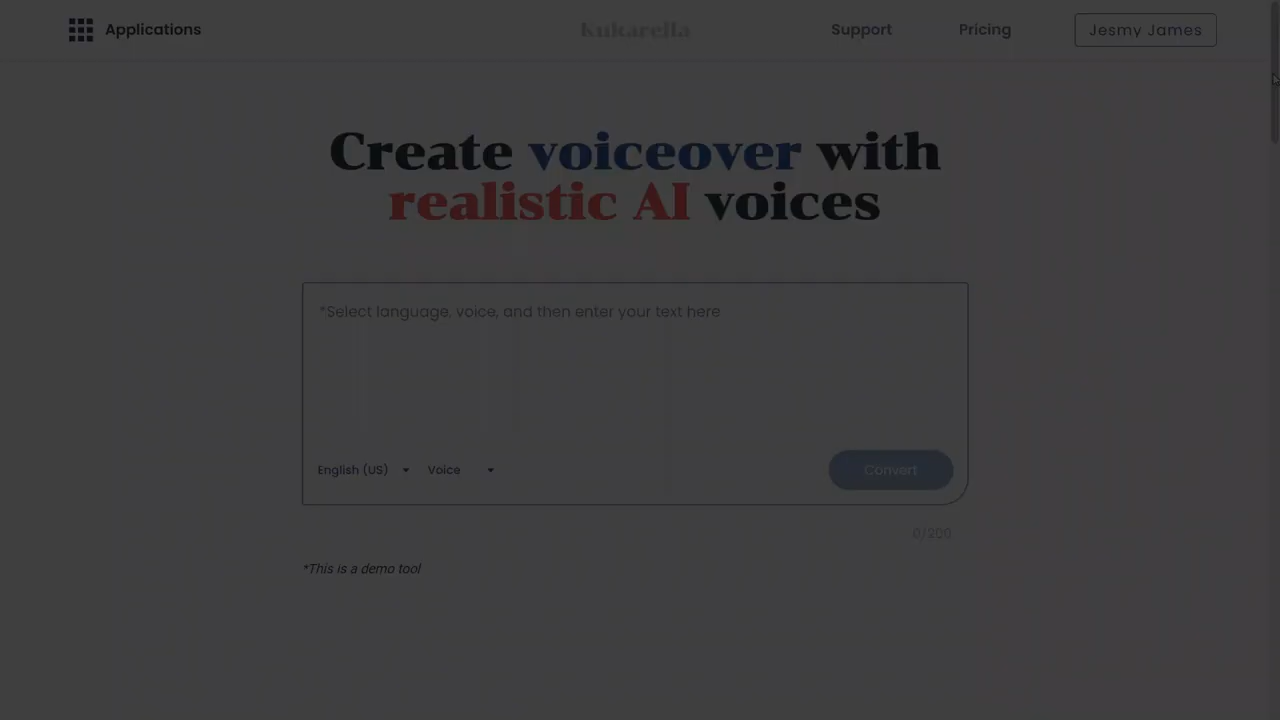 Applications
Kukarella
Support
Pricing
Jesmy James
Create voiceover with
realistic AI voices
*Select language, voice, and then enter your text here
English (US)
Voice
Convert
0/200
*This is a demo tool